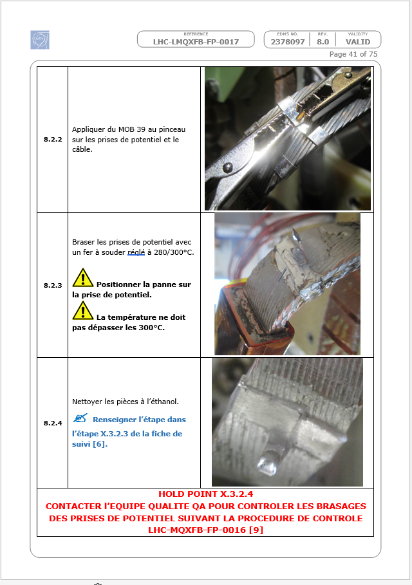 REFERENCE
LHC-LMQXFB-FP-0017
EDMS NO.
REV.
VALIDITY
2378097
8.0
VALID
Page 41 of 75
8.2.2
Appliquer du MOB 39 au pinceau
sur les prises de potentiel et le
câble.
8.2.3
Braser les prises de potentiel avec
un fer à souder réglé à 280/300°C.
Positionner la panne sur
la prise de potentiel.
La température ne doit
pas dépasser les 300°C.
8.2.4
Nettoyer les pièces à l'éthanol.
Renseigner l'étape dans
l'étape X.3.2.3 de la fiche de
suivi [6].
HOLD POINT X.3.2.4
CONTACTER l'EQUIPE QUALITE QA POUR CONTROLER LES BRASAGES
DES PRISES DE POTENTIEL SUIVANT LA PROCEDURE DE CONTROLE
LHC-MQXFB-FP-0016 [9]